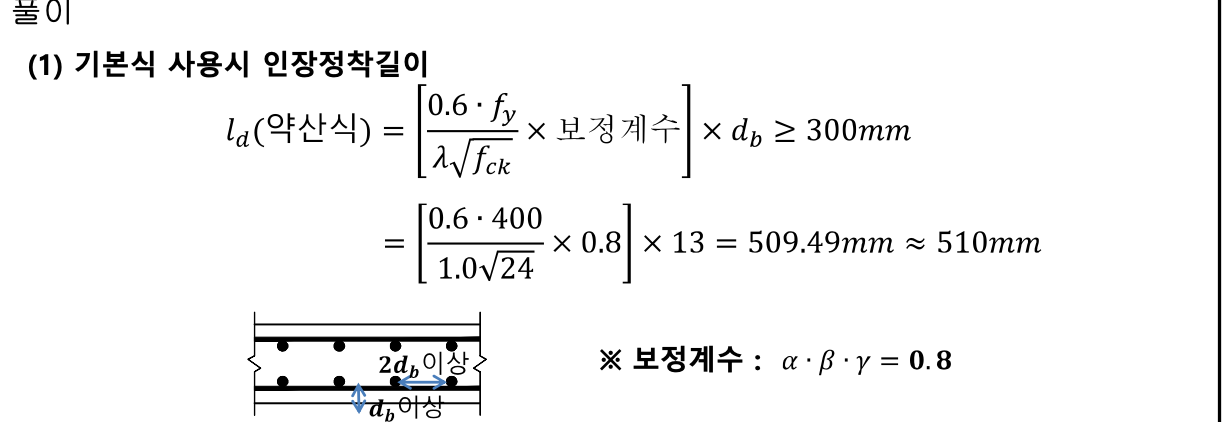 풀이
(1) 기본식 사용시 인장정착길이
l_d(약산식) = [0.6 · f_y / λ√f_ck × 보정계수] × d_b ≥ 300mm
= [0.6 · 400 / 1.0√24 × 0.8] × 13 = 509.49mm ≈ 510mm
2d_b이상
d_b이상
※ 보정계수 : α · β · γ = 0.8